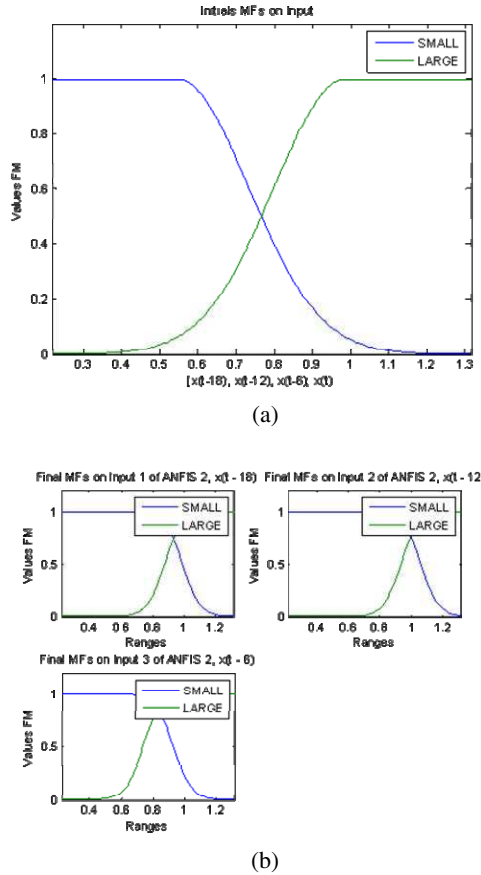 Initials MFs on Input
SMALL
LARGE
1
0.8
0.6
0.4
0.2
0
Values FM
0.3 0.4 0.5 0.6 0.7 0.8 0.9 1 1.1 1.2 1.3
[x(t-18), x(t-12), x(t-6), x(t)
(a)
Final MFs on Input 1 of ANFIS 2, x(t - 18)
SMALL
LARGE
1
0.5
0
Values FM
0.4 0.6 0.8 1 1.2
Ranges
Final MFs on Input 2 of ANFIS 2, x(t - 12
SMALL
LARGE
1
0.5
0
Values FM
0.4 0.6 0.8 1 1.2
Ranges
Final MFs on Input 3 of ANFIS 2, x(t - 6)
SMALL
LARGE
1
0.5
0
Values FM
0.4 0.6 0.8 1 1.2
Ranges
(b)